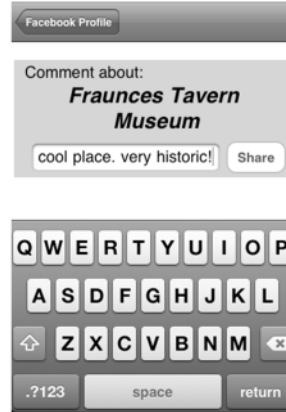 Facebook Profile
Comment about:
Fraunces Tavern
Museum
cool place. very historic!
Share
Q W E R T Y U I O P
A S D F G H J K L
Z X C V B N M
.?123
space
return